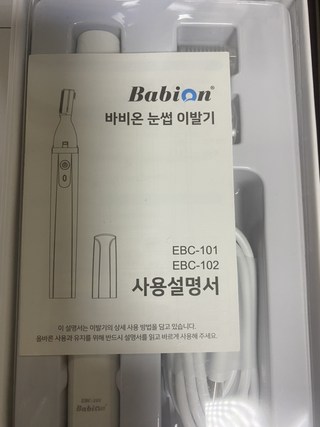 Babion®
바비온 눈썹 이발기
EBC-101
EBC-102
사용설명서
이 설명서는 이발기의 상세 사용 방법을 담고 있습니다.
올바른 사용과 유지를 위해 반드시 설명서를 읽고 바르게 사용해 주세요.
Babion